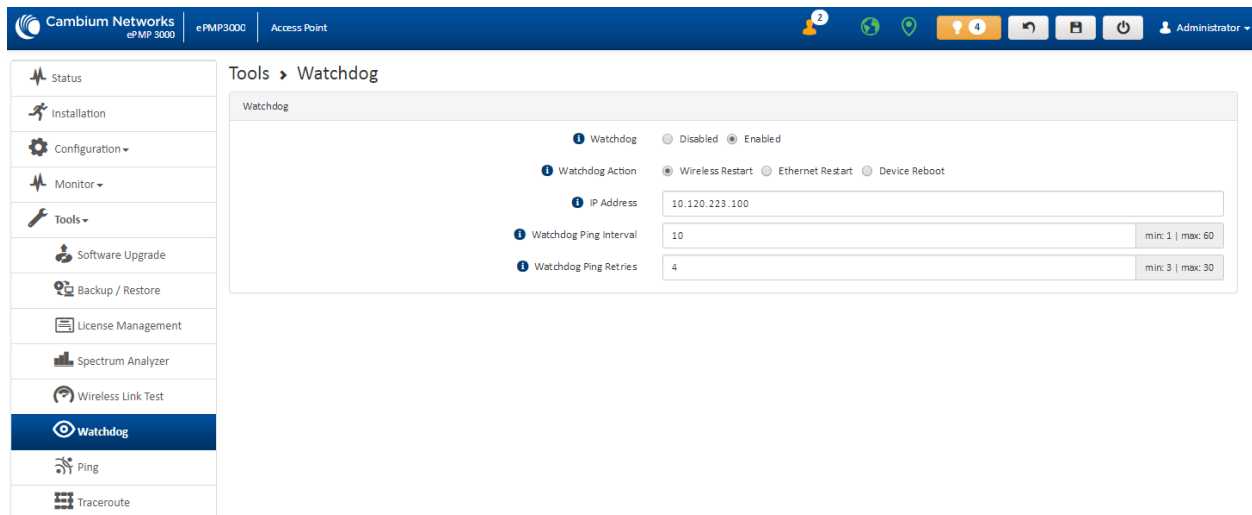 Cambium Networks
ePMP 3000
ePMP3000
Access Point
2
4
Administrator
Status
Installation
Configuration
Monitor
Tools
Software Upgrade
Backup / Restore
License Management
Spectrum Analyzer
Wireless Link Test
Watchdog
Ping
Traceroute
Tools > Watchdog
Watchdog
Watchdog Disabled Enabled
Watchdog Action Wireless Restart Ethernet Restart Device Reboot
IP Address 10.120.223.100
Watchdog Ping Interval 10 min: 1 | max: 60
Watchdog Ping Retries 4 min: 3 | max: 30